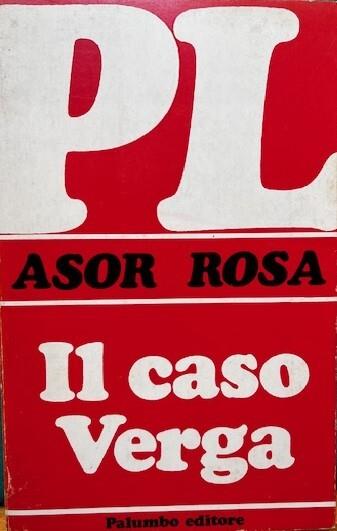 PL
ASOR ROSA
Il caso
Verga
Palumbo editore